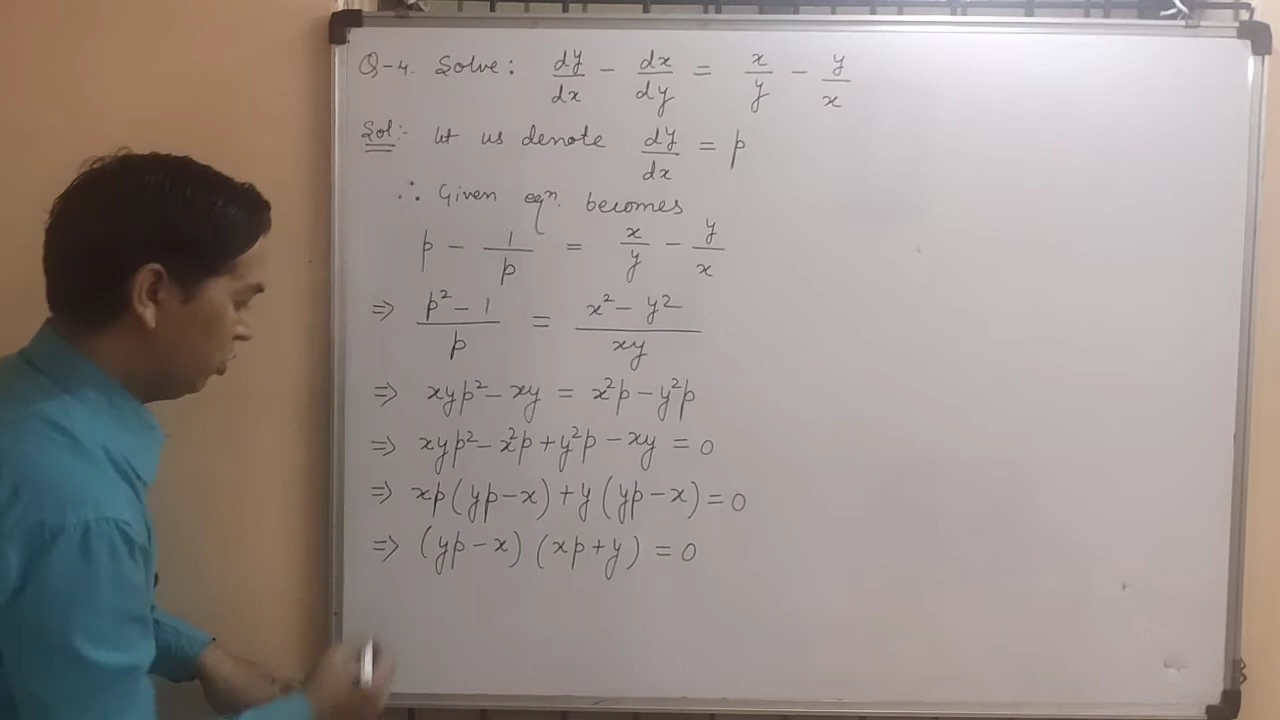 Q-4. Solve: dy/dx - dx/dy = x/y - y/x
Sol:- let us denote dy/dx = p
∴ Given eqn. becomes
p - 1/p = x/y - y/x
⇒ (p² - 1)/p = (x² - y²)/xy
⇒ xyp² - xy = x²p - y²p
⇒ xyp² - x²p + y²p - xy = 0
⇒ xp(yp - x) + y(yp - x) = 0
⇒ (yp - x) (xp + y) = 0